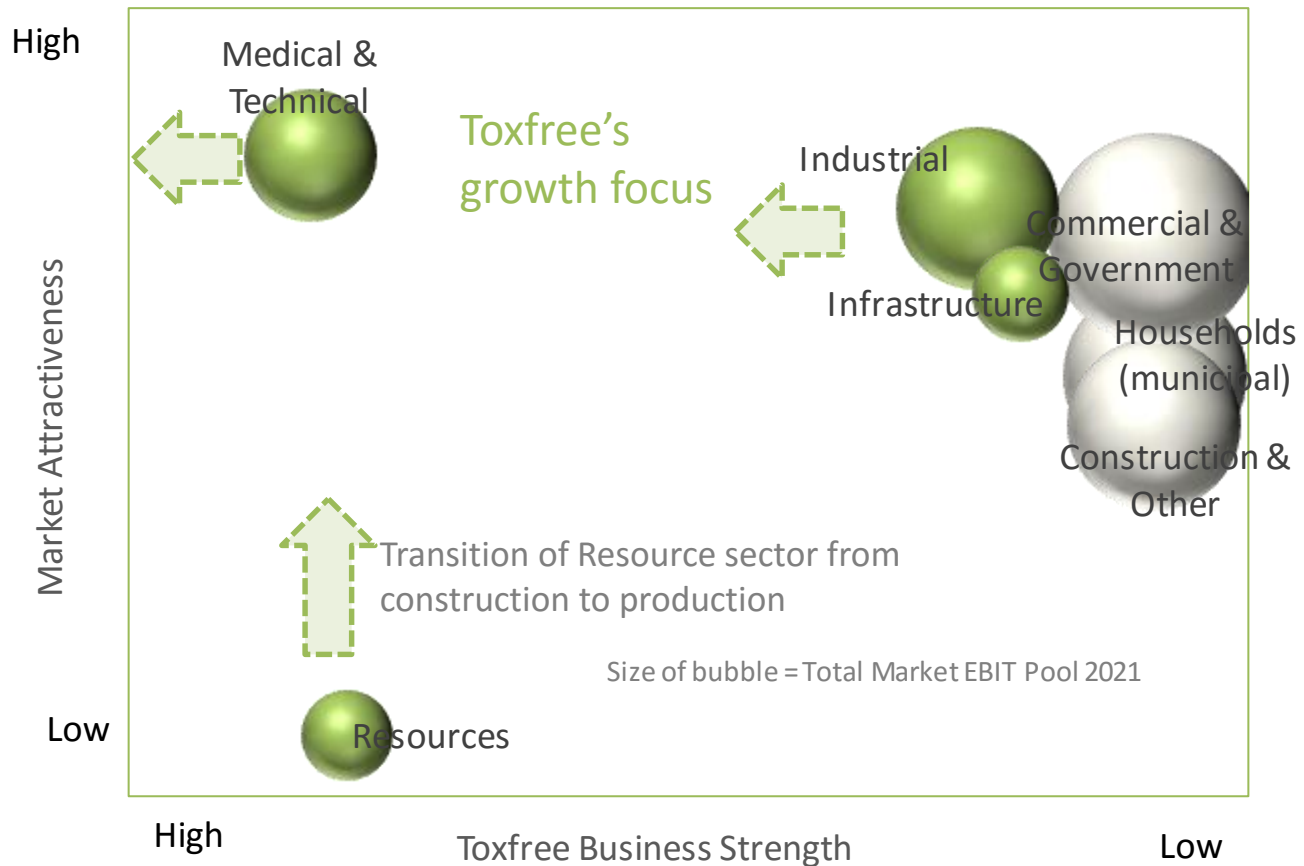 High
Medical &
Technical
Toxfree's
growth focus
Industrial
Commercial &
Government
Infrastructure
Households
(municipal)
Construction &
Other
Market Attractiveness
Transition of Resource sector from
construction to production
Size of bubble = Total Market EBIT Pool 2021
Low
Resources
High
Toxfree Business Strength
Low